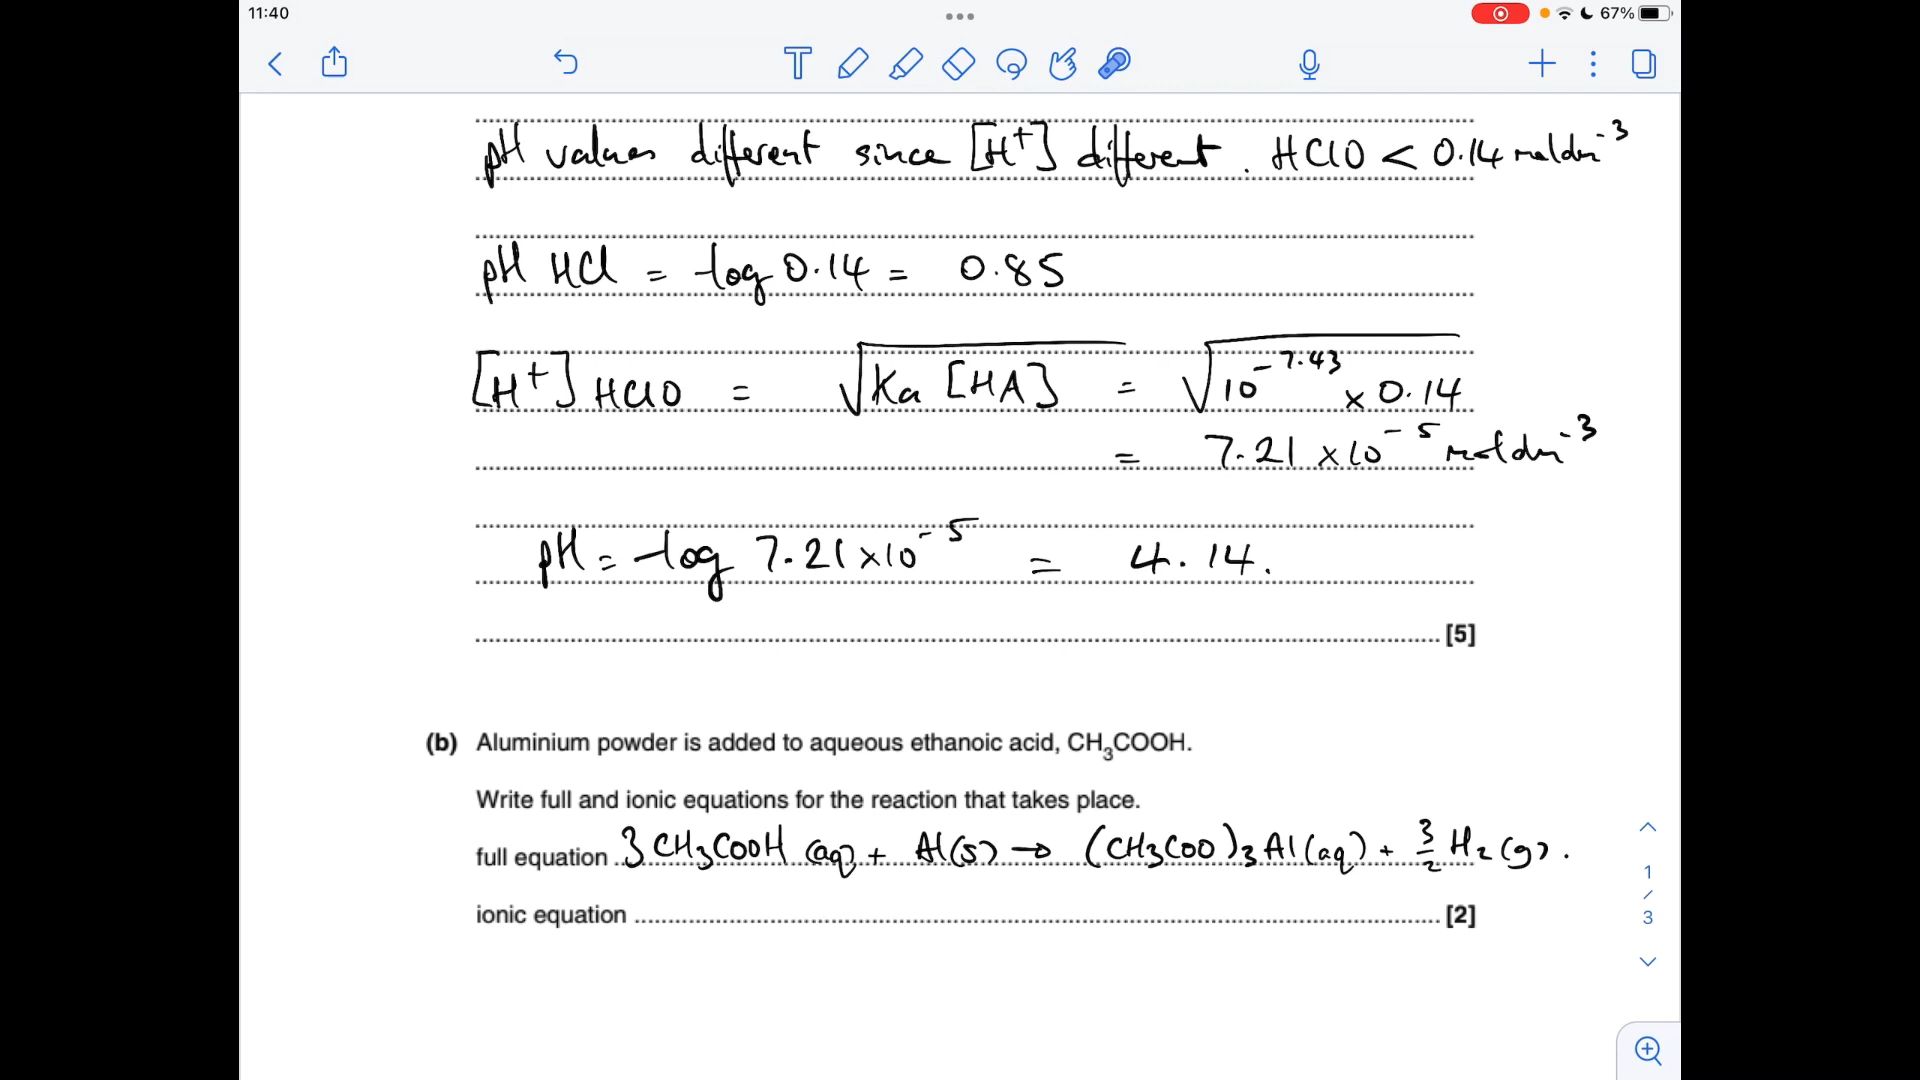 11:40
67%
pH values different since [H⁺] different. HClO < 0.14 moldm⁻³
pH HCl = -log 0.14 = 0.85
[H⁺] HClO = √Ka [HA] = √10⁻⁷·⁴³ x 0.14
= 7.21 x10⁻⁵ moldm⁻³
pH = -log 7.21 x10⁻⁵ = 4.14.
[5]
(b) Aluminium powder is added to aqueous ethanoic acid, CH₃COOH.
Write full and ionic equations for the reaction that takes place.
full equation 3 CH₃COOH (aq) + Al(s) → (CH₃COO)₃Al(aq) + 3/2 H₂(g).
ionic equation [2]
1
/
3